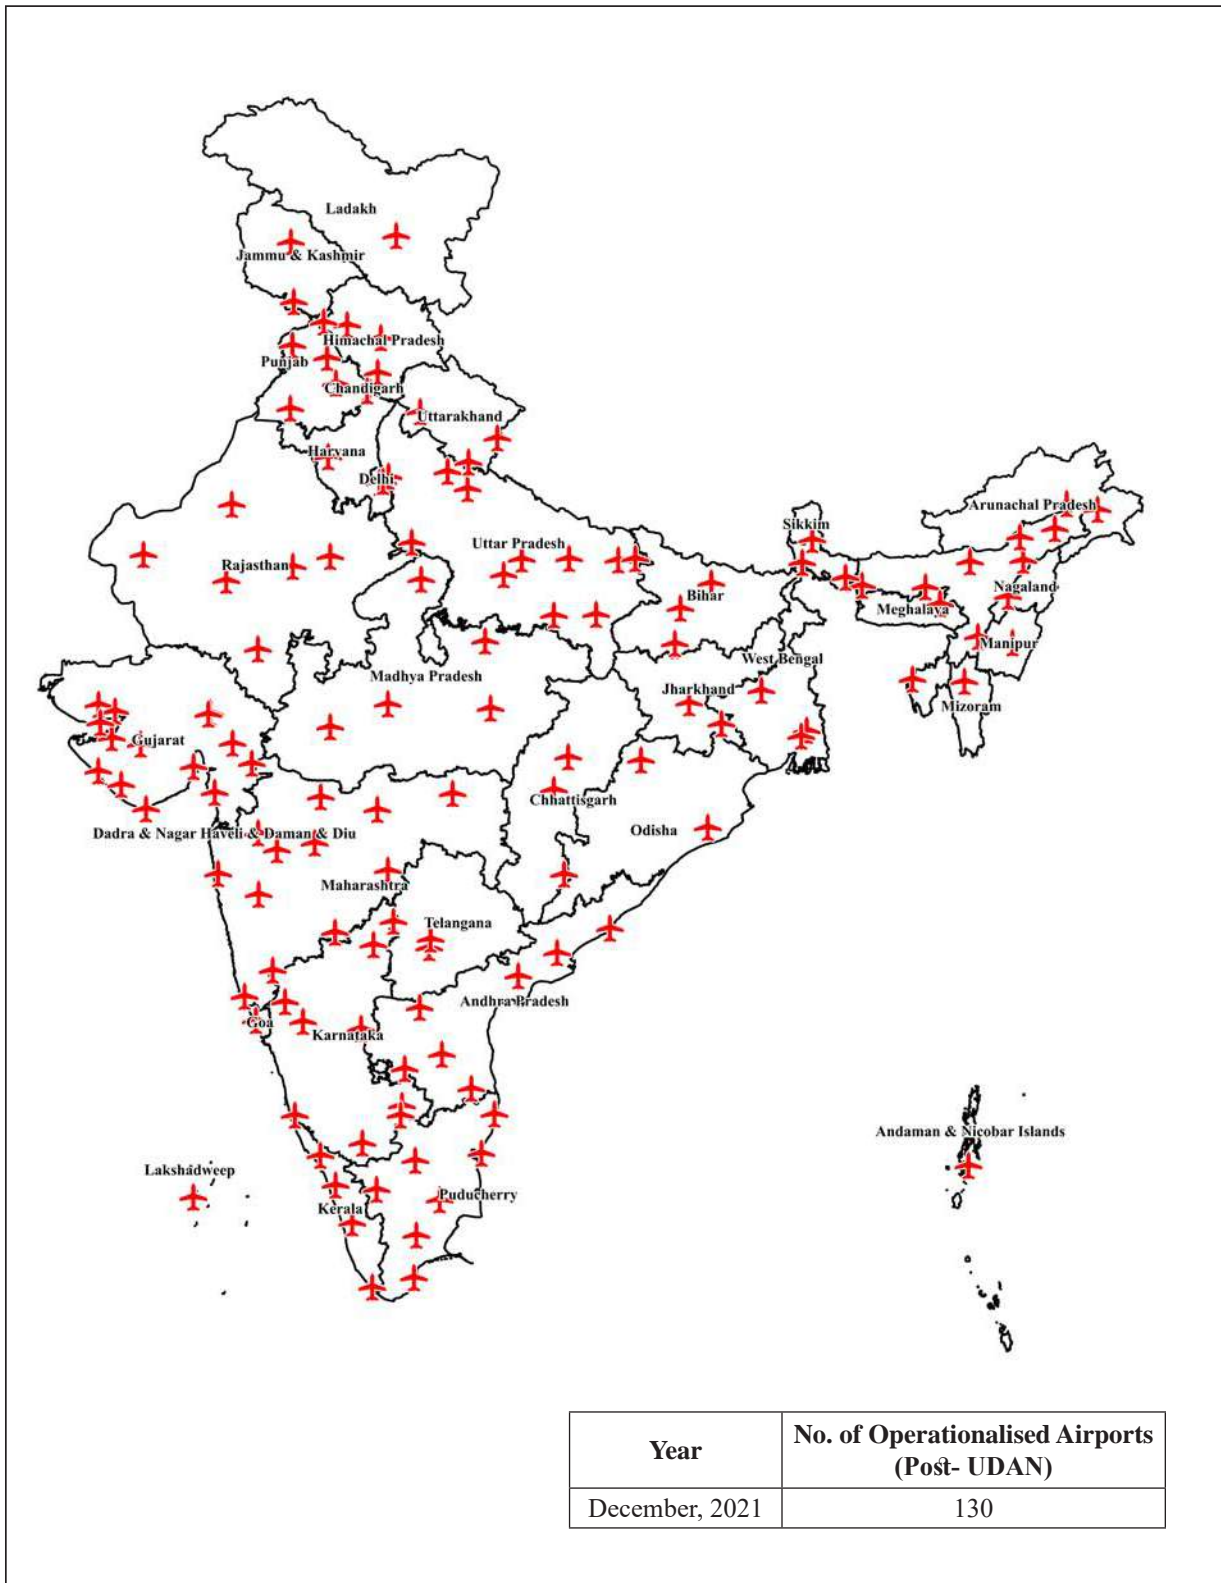 Ladakh
Jammu & Kashmir
Himachal Pradesh
Punjab
Chandigarh
Uttarakhand
Haryana
Delhi
Arunachal Pradesh
Sikkim
Uttar Pradesh
Rajasthan
Nagaland
Bihar
Meghalaya
Manipur
West Bengal
Madhya Pradesh
Jharkhand
Mizoram
Gujarat
Chhattisgarh
Odisha
Dadra & Nagar Haveli & Daman & Diu
Maharashtra
Telangana
Andhra Pradesh
Goa
Karnataka
Andaman & Nicobar Islands
Lakshadweep
Puducherry
Kerala
Year No. of Operationalised Airports
(Post- UDAN)
December, 2021 130